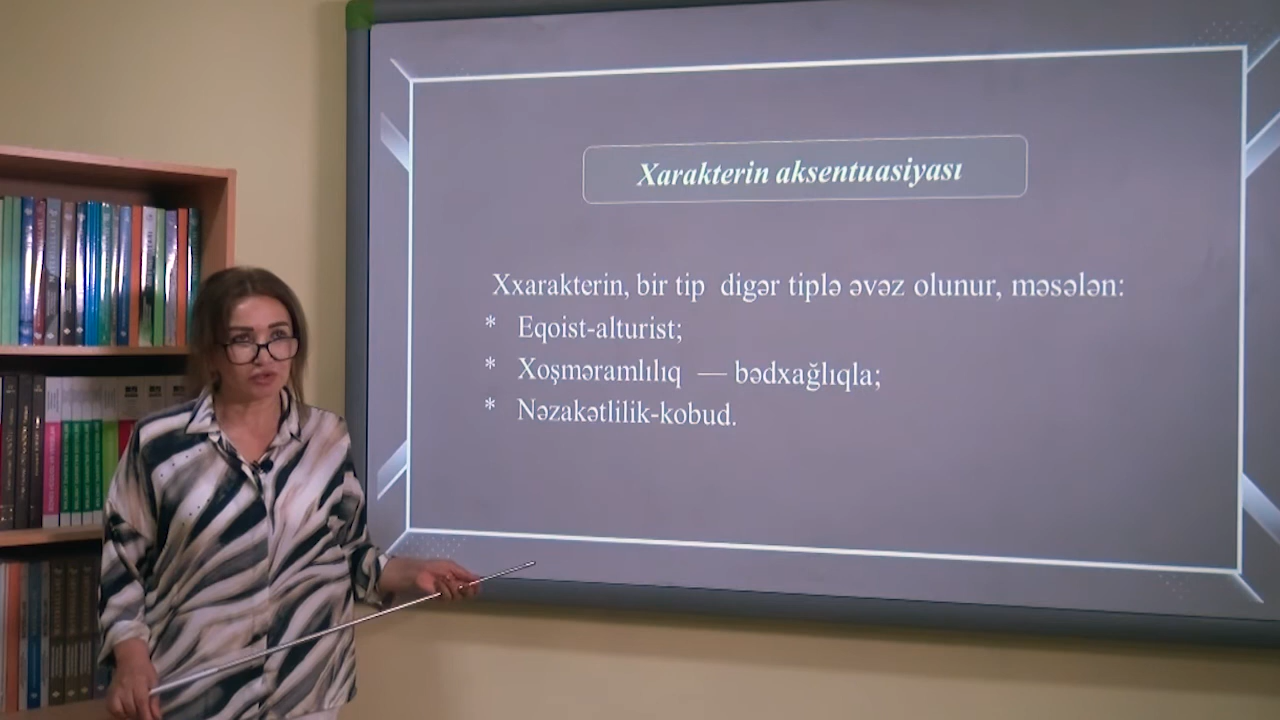 Xarakterin aksentuasiyası
Xxarakterin, bir tip digər tiplə əvəz olunur, məsələn:
* Eqoist-alturist;
* Xoşməramlılıq — bədxağlıqla;
* Nəzakətlilik-kobud.